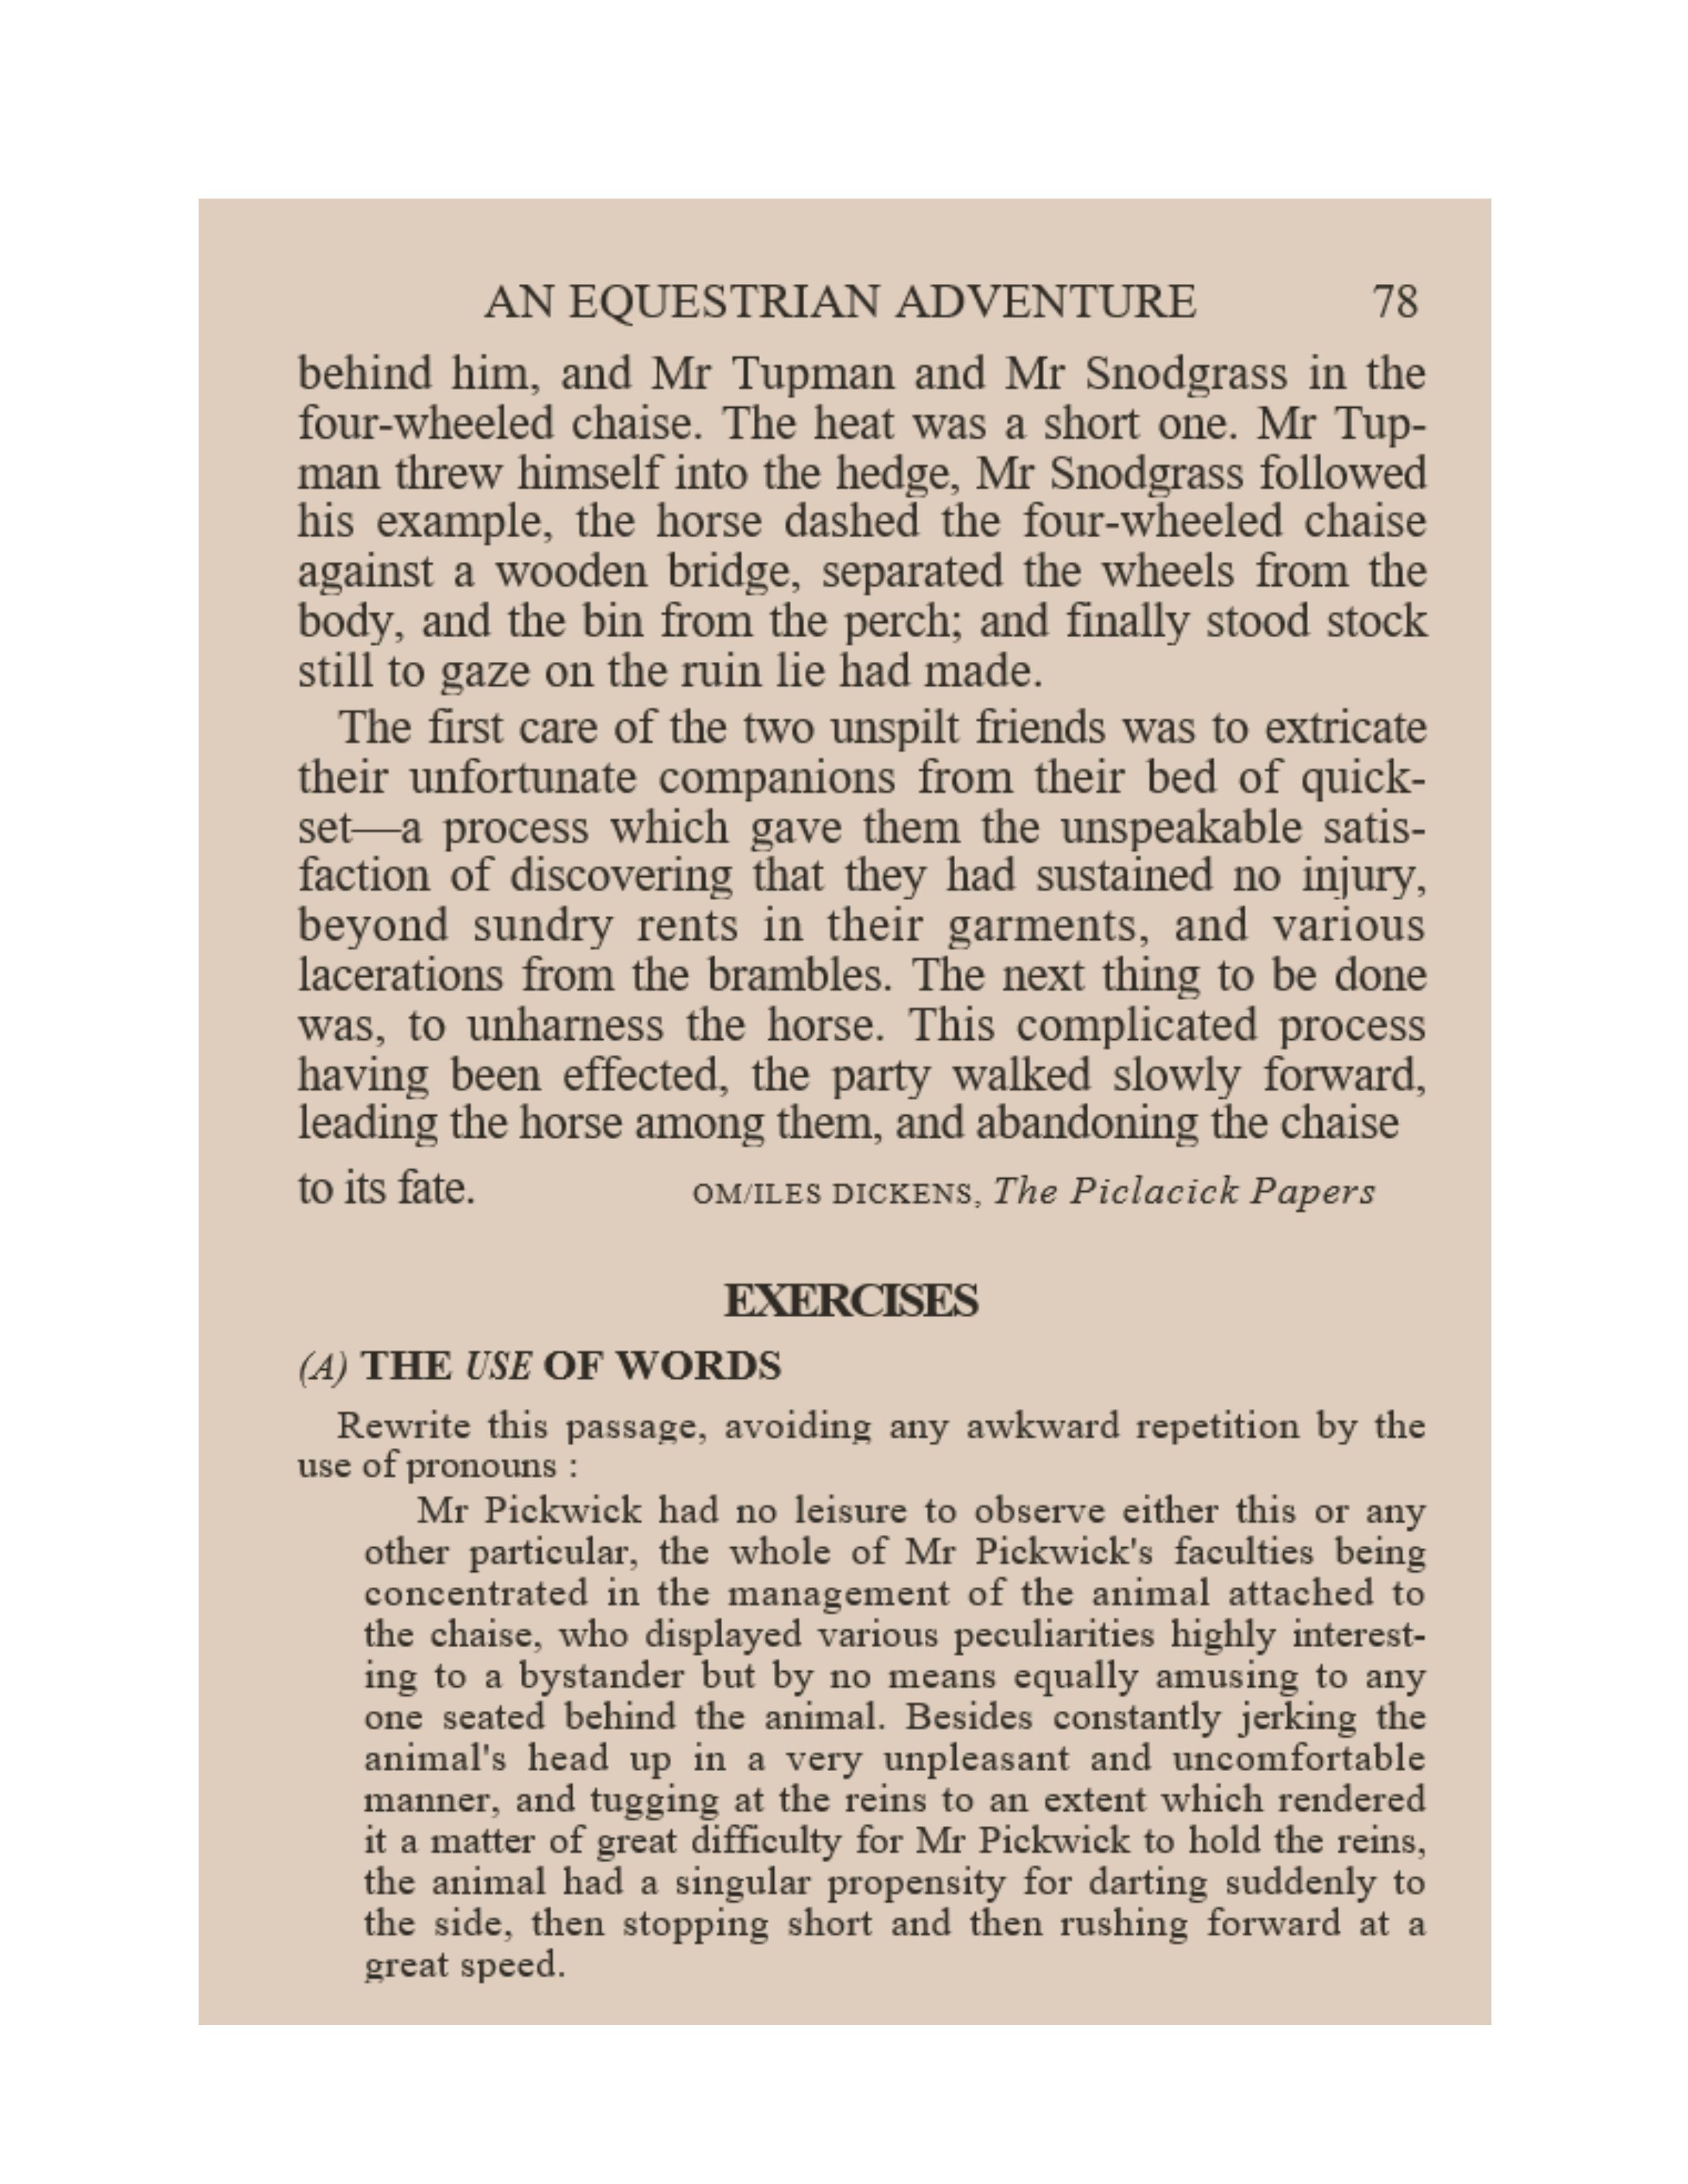 AN EQUESTRIAN ADVENTURE 78
behind him, and Mr Tupman and Mr Snodgrass in the
four-wheeled chaise. The heat was a short one. Mr Tup-
man threw himself into the hedge, Mr Snodgrass followed
his example, the horse dashed the four-wheeled chaise
against a wooden bridge, separated the wheels from the
body, and the bin from the perch; and finally stood stock
still to gaze on the ruin lie had made.
The first care of the two unspilt friends was to extricate
their unfortunate companions from their bed of quick-
set—a process which gave them the unspeakable satis-
faction of discovering that they had sustained no injury,
beyond sundry rents in their garments, and various
lacerations from the brambles. The next thing to be done
was, to unharness the horse. This complicated process
having been effected, the party walked slowly forward,
leading the horse among them, and abandoning the chaise
to its fate. OM/ILES DICKENS, The Piclacick Papers
EXERCISES
(A) THE USE OF WORDS
Rewrite this passage, avoiding any awkward repetition by the
use of pronouns :
Mr Pickwick had no leisure to observe either this or any
other particular, the whole of Mr Pickwick's faculties being
concentrated in the management of the animal attached to
the chaise, who displayed various peculiarities highly interest-
ing to a bystander but by no means equally amusing to any
one seated behind the animal. Besides constantly jerking the
animal's head up in a very unpleasant and uncomfortable
manner, and tugging at the reins to an extent which rendered
it a matter of great difficulty for Mr Pickwick to hold the reins,
the animal had a singular propensity for darting suddenly to
the side, then stopping short and then rushing forward at a
great speed.